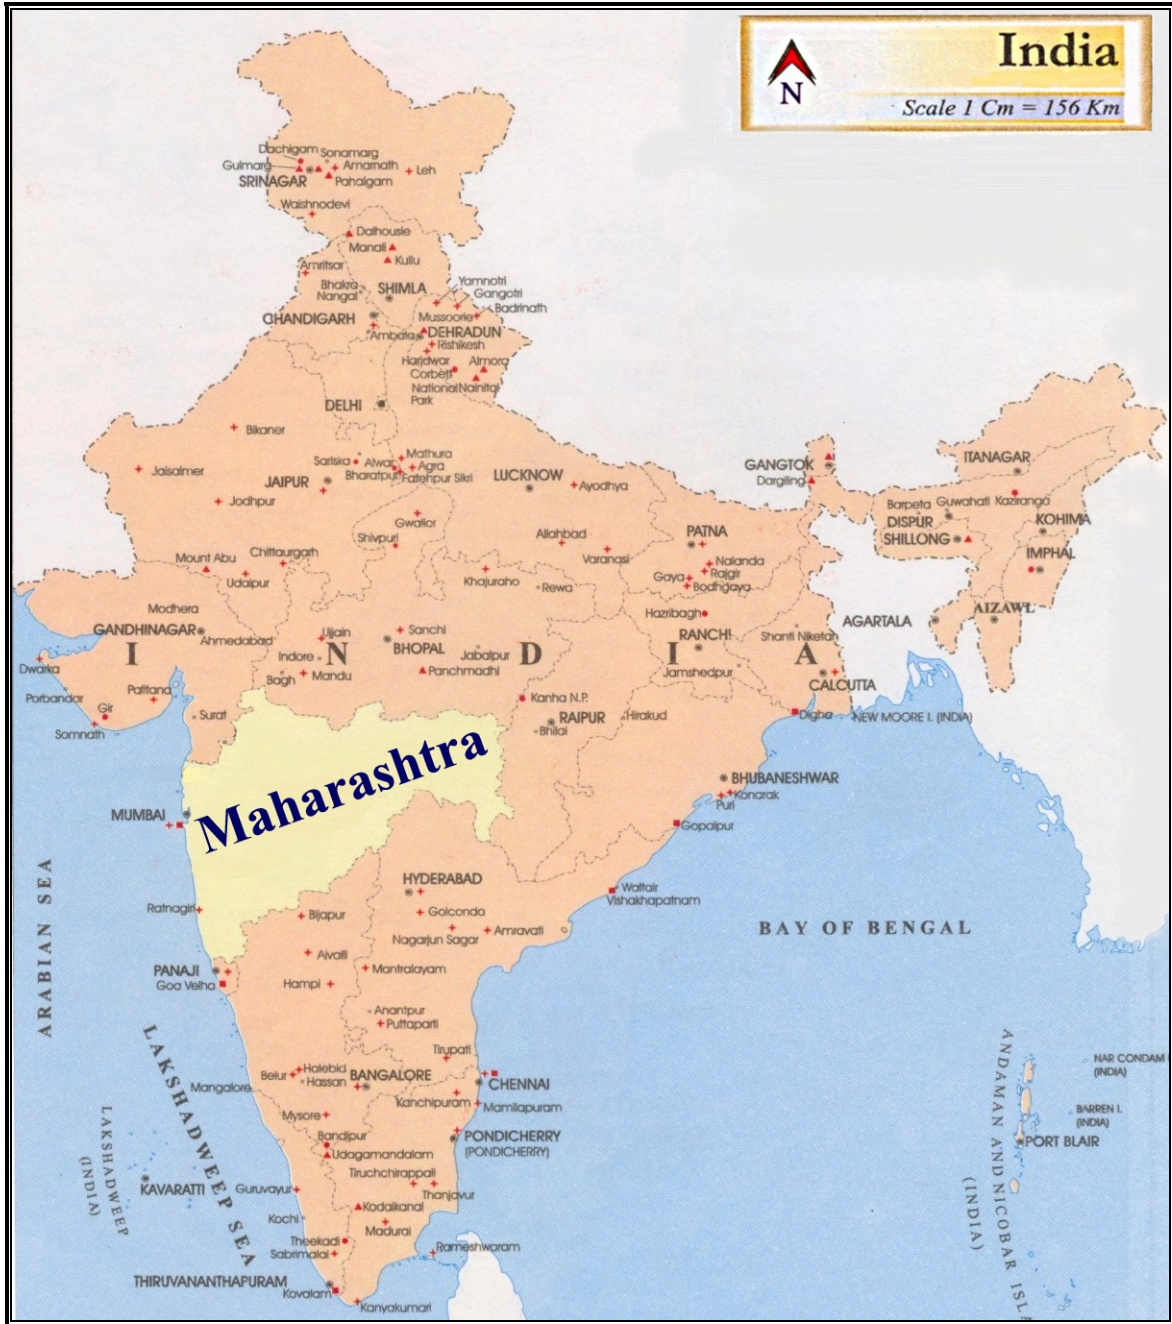 India
N
Scale 1 Cm = 156 Km
Dachigam
Sonamarg
Gulmarg
Amarnath
Leh
SRINAGAR
Pahalgam
Waishnodevi
Dalhousie
Manali
Kullu
Amritsar
Bhakra
Nangal
SHIMLA
Yamnotri
Gangotri
Badrinath
CHANDIGARH
Mussoorie
Ambala
DEHRADUN
Rishikesh
Haridwar
Almora
Corbett
National
Park
Nainital
DELHI
Bikaner
Jaisalmer
Sariska
Alwar
Mathura
Agra
Bharatpur
Fatehpur Sikri
JAIPUR
LUCKNOW
Ayodhya
GANGTOK
Dargiling
ITANAGAR
Jodhpur
Gwalior
Barpeta
Guwahati
Kaziranga
DISPUR
KOHIMA
SHILLONG
IMPHAL
Shivpuri
Allahbad
Varanasi
PATNA
Nalanda
Rajgir
Gaya
Bodhgaya
Mount Abu
Chittaurgarh
Udaipur
Khajuraho
Rewa
Modhera
Hazribagh
AIZAWL
GANDHINAGAR
Ahmedabad
Ujjain
Sanchi
AGARTALA
RANCHI
Shanti Niketan
I N D I A
Indore
BHOPAL
Jabalpur
Dwarka
Bagh
Mandu
Panchmadhi
Jamshedpur
CALCUTTA
Porbandar
Palitana
Kanha N.P.
Gir
Surat
RAIPUR
Hirakud
Digha
NEW MOORE I. (INDIA)
Somnath
Bhilai
Maharashtra
BHUBANESHWAR
Konarak
Puri
MUMBAI
Gopalpur
HYDERABAD
Waltair
Vishakhapatnam
Ratnagiri
Bijapur
Golconda
BAY OF BENGAL
Nagarjun Sagar
Amravati
ARABIAN SEA
Aivalli
PANAJI
Goa Velha
Mantralayam
Hampi
Anantpur
Puttaparti
Tirupati
Halebid
Belur
Hassan
BANGALORE
CHENNAI
Mangalore
Kanchipuram
Mamllapuram
NAR CONDAM
(INDIA)
Mysore
BARREN I.
(INDIA)
Bandipur
PONDICHERRY
(PONDICHERRY)
PORT BLAIR
Udagamandalam
Tiruchchirappali
KAVARATTI
Guruvayur
Thanjavur
Kodaikanal
Kochi
Madurai
Theekadi
Sabrimalai
Rameshwaram
THIRUVANANTHAPURAM
Kovalam
Kanyakumari
LAKSHADWEEP SEA
LAKSHADWEEP
(INDIA)
ANDAMAN AND NICOBAR ISL
(INDIA)